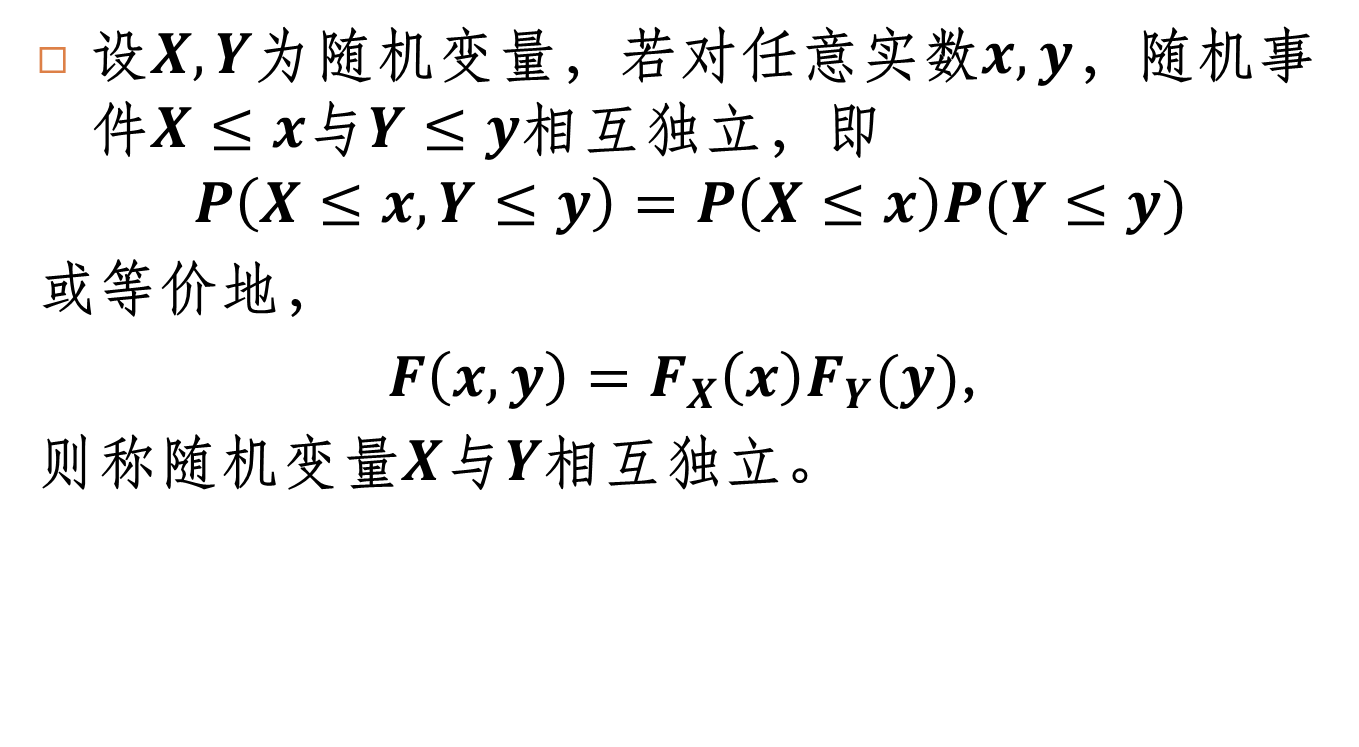 设X,Y为随机变量，若对任意实数x,y，随机事
件X ≤ x与Y ≤ y相互独立，即
P(X ≤ x,Y ≤ y) = P(X ≤ x)P(Y ≤ y)
或等价地，
F(x,y) = F_X(x)F_Y(y),
则称随机变量X与Y相互独立。